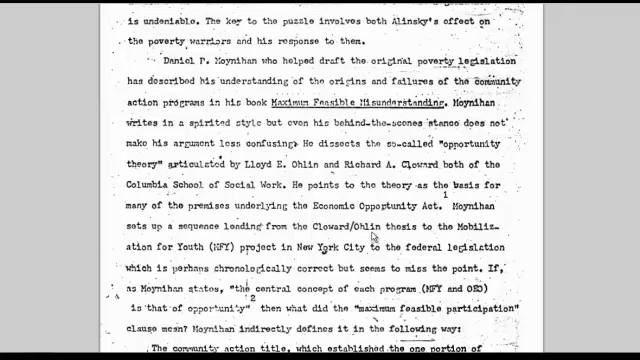 is undeniable. The key to the puzzle involves both Alinsky's effect on
the poverty warriors and his response to them.
Daniel P. Moynihan who helped draft the original poverty legislation
has described his understanding of the origins and failures of the community
action programs in his book Maximum Feasible Misunderstanding. Moynihan
writes in a spirited style but even his behind-the-scenes stance does not
make his argument less confusing. He dissects the so-called "opportunity
theory" articulated by Lloyd E. Ohlin and Richard A. Cloward both of the
Columbia School of Social Work. He points to the theory as the basis for
many of the premises underlying the Economic Opportunity Act.1 Moynihan
sets up a sequence leading from the Cloward/Ohlin thesis to the Mobiliz-
ation for Youth (MFY) project in New York City to the federal legislation
which is perhaps chronologically correct but seems to miss the point. If,
as Moynihan states, "the central concept of each program (MFY and OEO)
is that of opportunity"2 then what did the "maximum feasible participation"
clause mean? Moynihan indirectly defines it in the following way:
The community action title, which established the one portion of